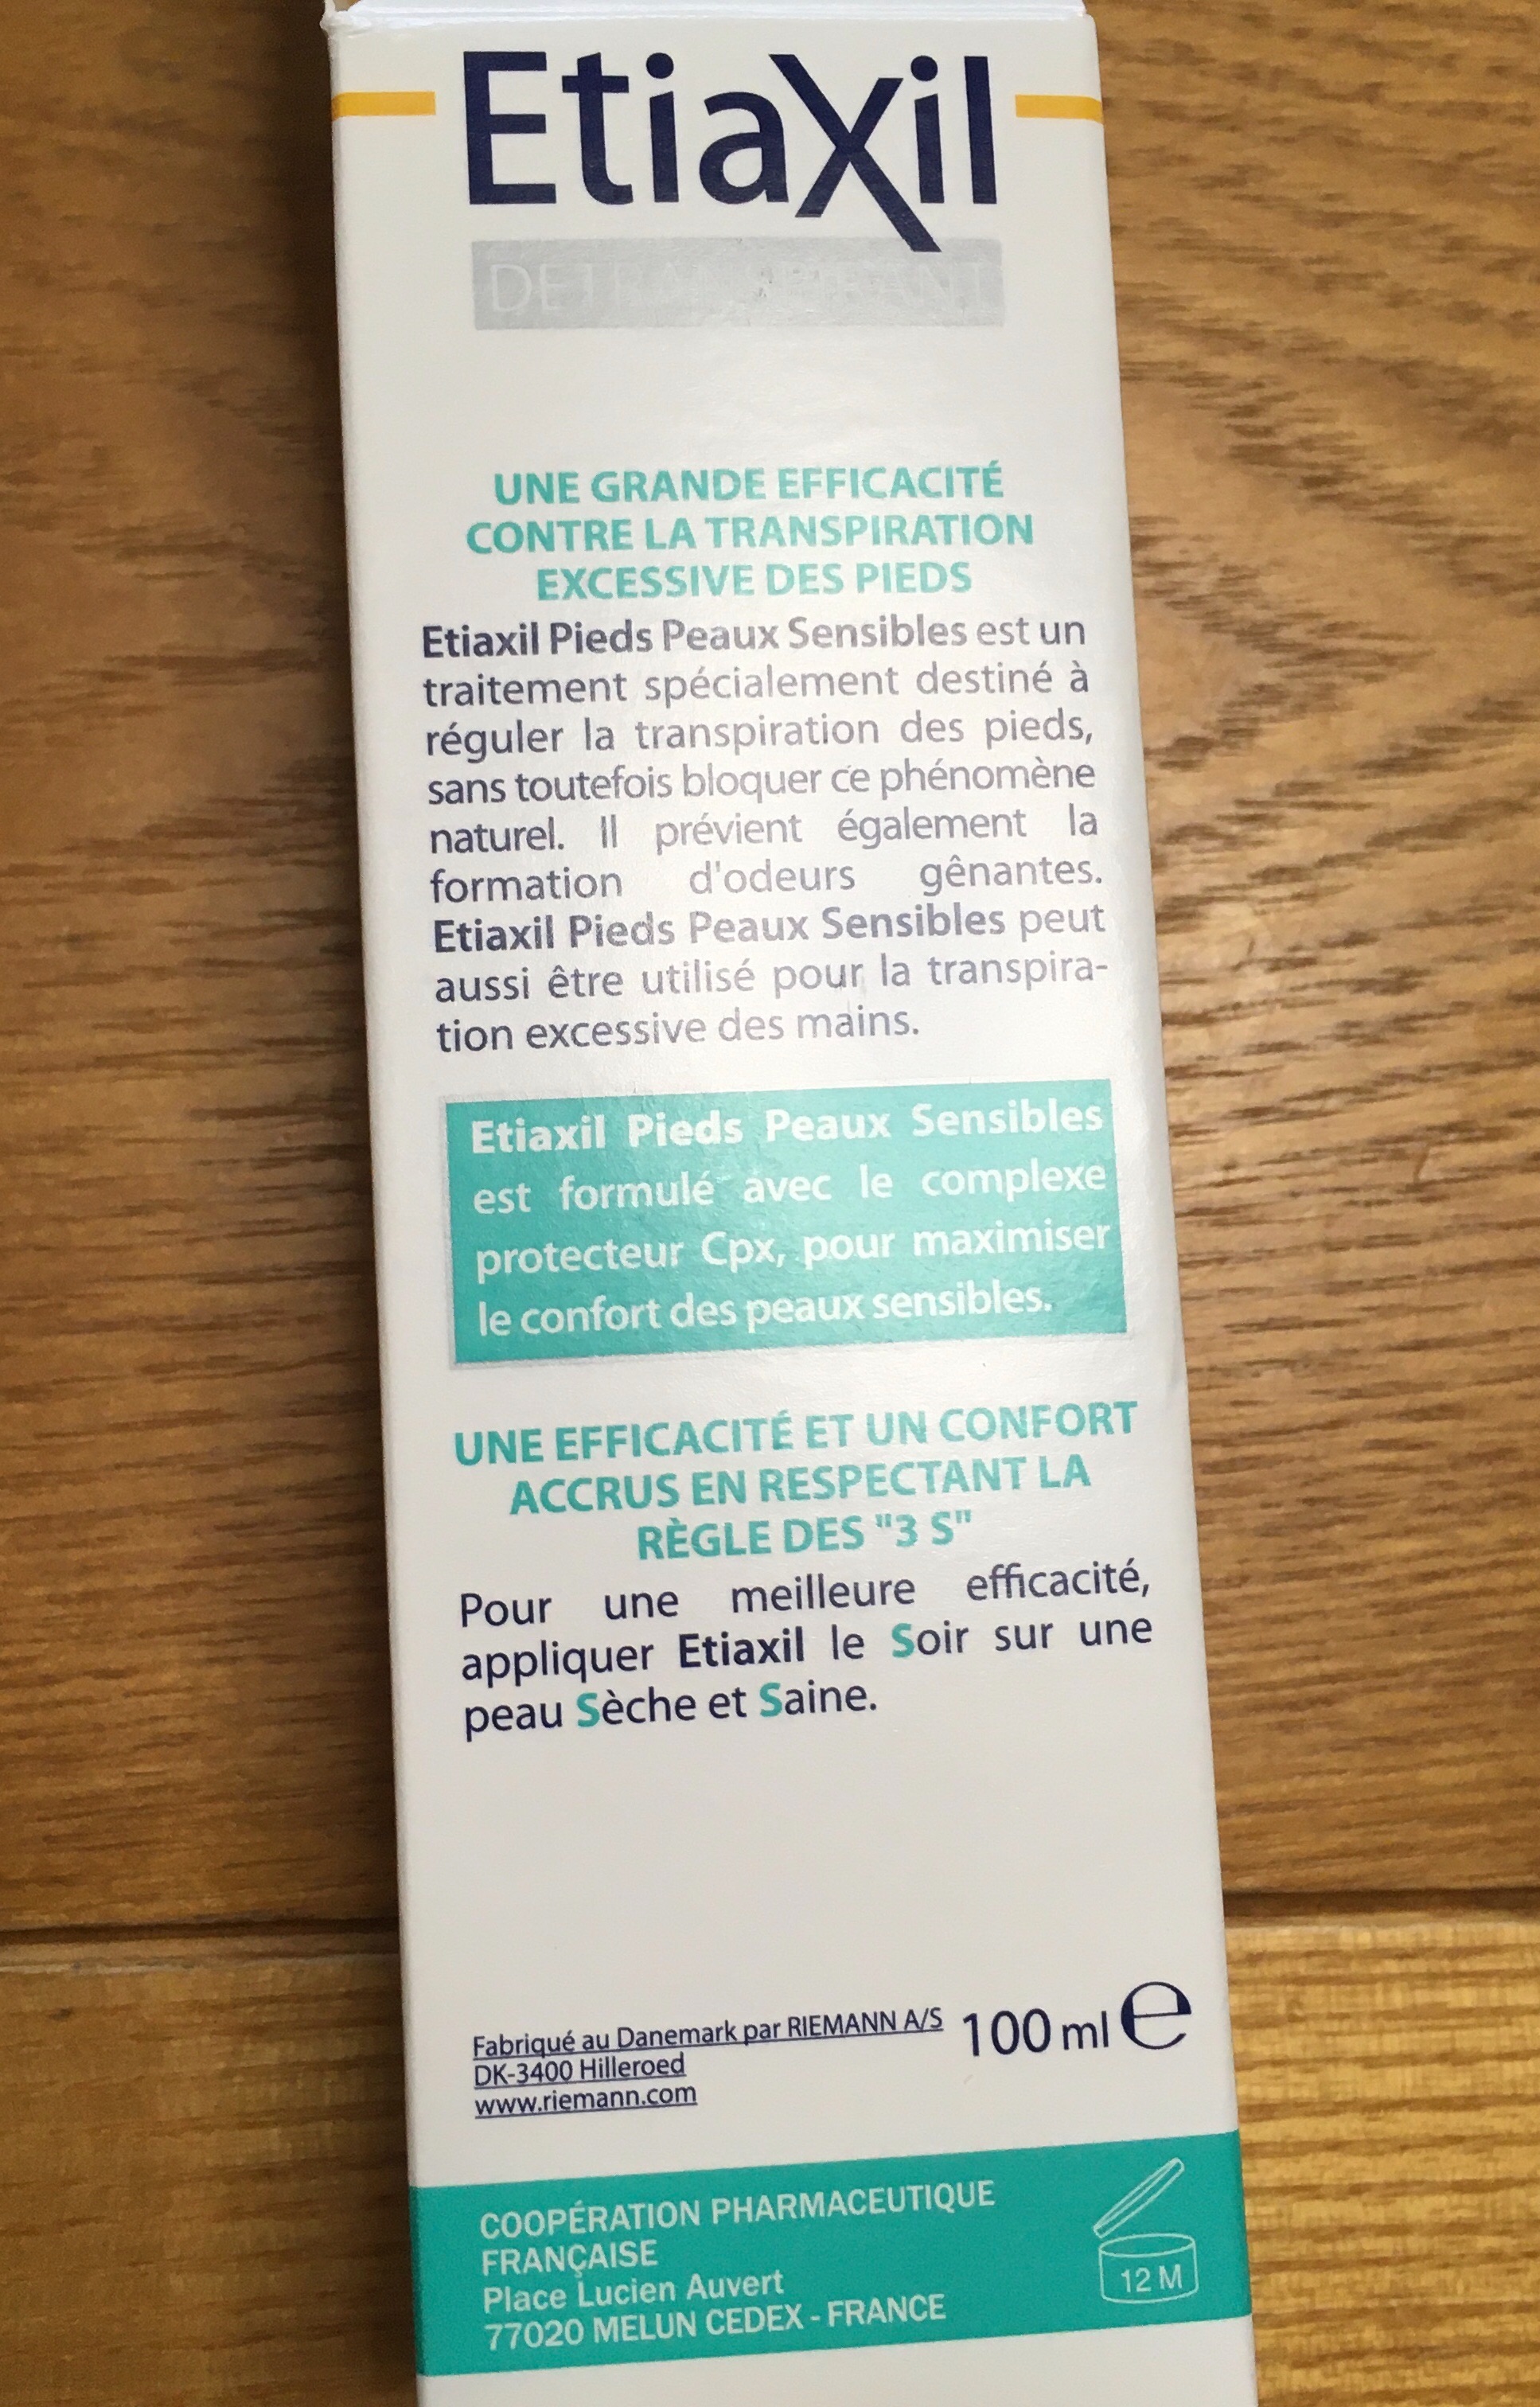 Etiaxil
DETRANSPIRANT
UNE GRANDE EFFICACITÉ
CONTRE LA TRANSPIRATION
EXCESSIVE DES PIEDS
Etiaxil Pieds Peaux Sensibles est un
traitement spécialement destiné à
réguler la transpiration des pieds,
sans toutefois bloquer ce phénomène
naturel. Il prévient également la
formation d'odeurs gênantes.
Etiaxil Pieds Peaux Sensibles peut
aussi être utilisé pour la transpira-
tion excessive des mains.
Etiaxil Pieds Peaux Sensibles
est formulé avec le complexe
protecteur Cpx, pour maximiser
le confort des peaux sensibles.
UNE EFFICACITÉ ET UN CONFORT
ACCRUS EN RESPECTANT LA
RÈGLE DES "3 S"
Pour une meilleure efficacité,
appliquer Etiaxil le Soir sur une
peau Sèche et Saine.
Fabriqué au Danemark par RIEMANN A/S
DK-3400 Hilleroed
www.riemann.com
100 ml e
COOPÉRATION PHARMACEUTIQUE
FRANÇAISE
Place Lucien Auvert
77020 MELUN CEDEX - FRANCE
12 M